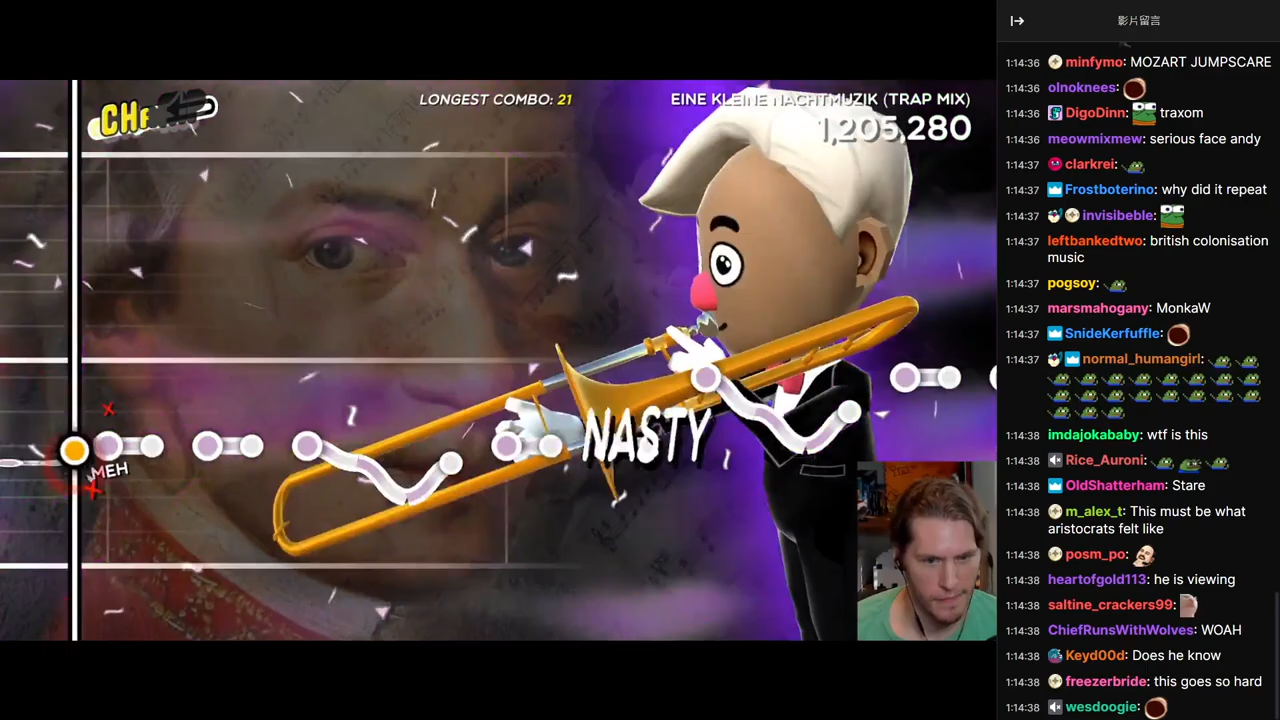 LONGEST COMBO: 21
EINE KLEINE NACHTMUZIK (TRAP MIX)
1,205,280
NASTY
MEH
影片留言
1:14:36 minfymo: MOZART JUMPSCARE
1:14:36 olnoknees:
1:14:36 DigoDinn: traxom
1:14:36 meowmixmew: serious face andy
1:14:37 clarkrei:
1:14:37 Frostboterino: why did it repeat
1:14:37 invisibeble:
1:14:37 leftbankedtwo: british colonisation
music
1:14:37 pogsoy:
1:14:37 marsmahogany: MonkaW
1:14:37 SnideKerfuffle:
1:14:37 normal_humangirl:
1:14:38 imdajokababy: wtf is this
1:14:38 Rice_Auroni:
1:14:38 OldShatterham: Stare
1:14:38 m_alex_t: This must be what
aristocrats felt like
1:14:38 posm_po:
1:14:38 heartofgold113: he is viewing
1:14:38 saltine_crackers99:
1:14:38 ChiefRunsWithWolves: WOAH
1:14:38 Keyd00d: Does he know
1:14:38 freezerbride: this goes so hard
1:14:38 wesdoogie: